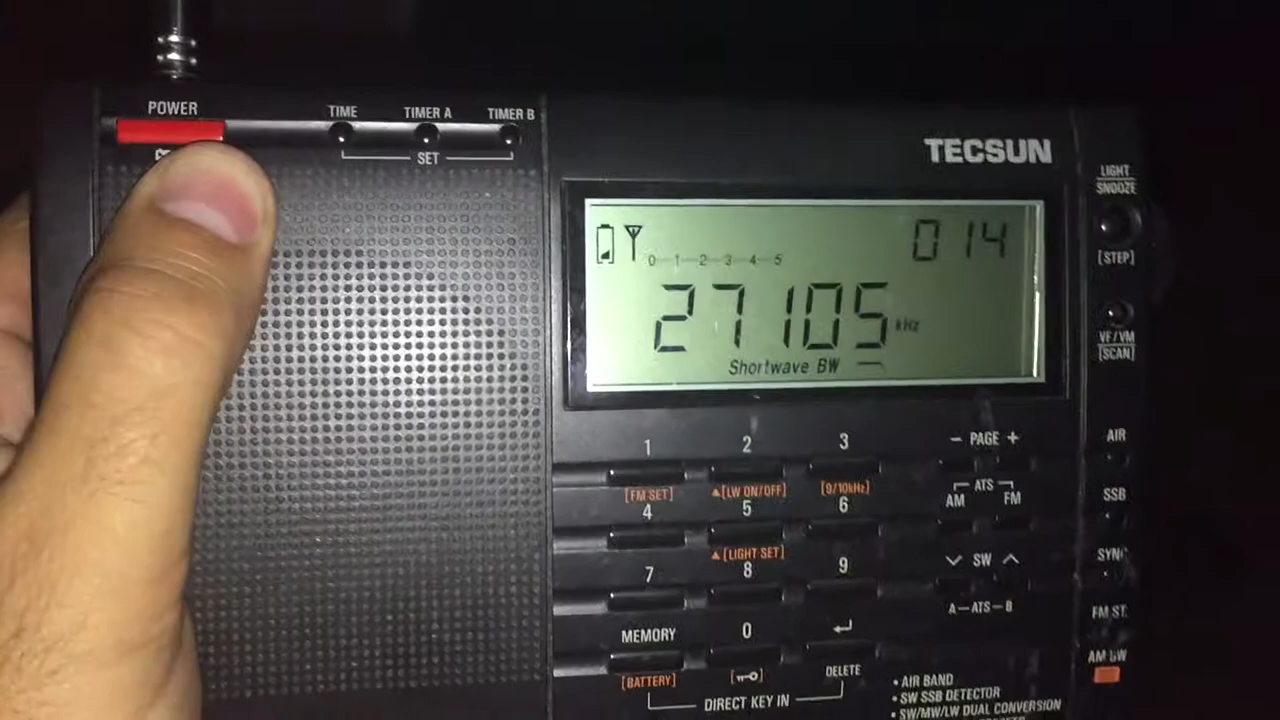 POWER
TIME TIMER A TIMER B
SET
TECSUN
LIGHT
SNOOZE
[STEP]
014
0 1 2 3 4 5
27105 kHz
Shortwave BW
VF/VM
[SCAN]
1 2 3
- PAGE +
AIR
[FM SET] [LW ON/OFF] [9/10kHz]
ATS
AM FM
SSB
4 5 6
[LIGHT SET]
SW
SYNC
7 8 9
A-ATS-B
FM ST.
MEMORY 0
AM BW
[BATTERY] DELETE
DIRECT KEY IN
• AIR BAND
• SW SSB DETECTOR
• SW/MW/LW DUAL CONVERSION